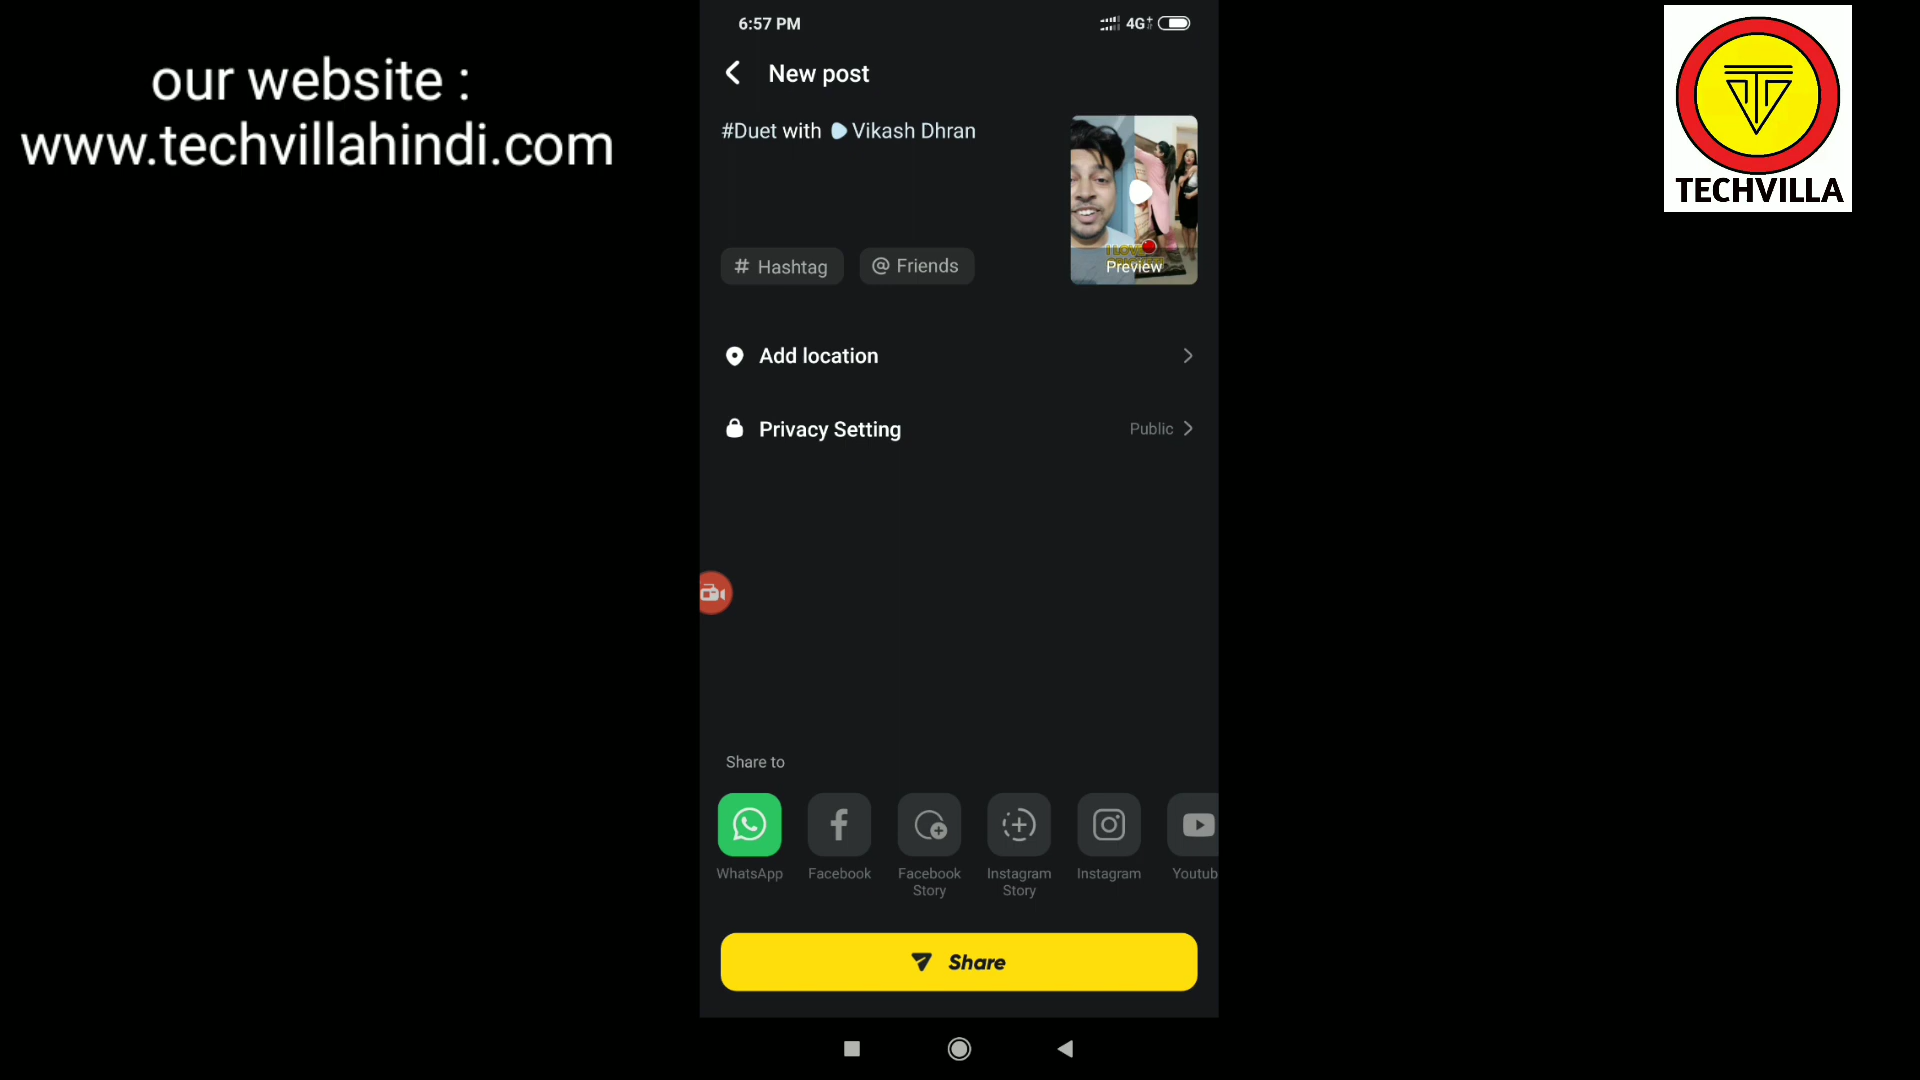 our website :
www.techvillahindi.com
6:57 PM
4G+
New post
#Duet with Vikash Dhran
# Hashtag
@ Friends
Preview
Add location
Privacy Setting
Public
Share to
WhatsApp
Facebook
Facebook Story
Instagram Story
Instagram
Youtub
Share
TECHVILLA